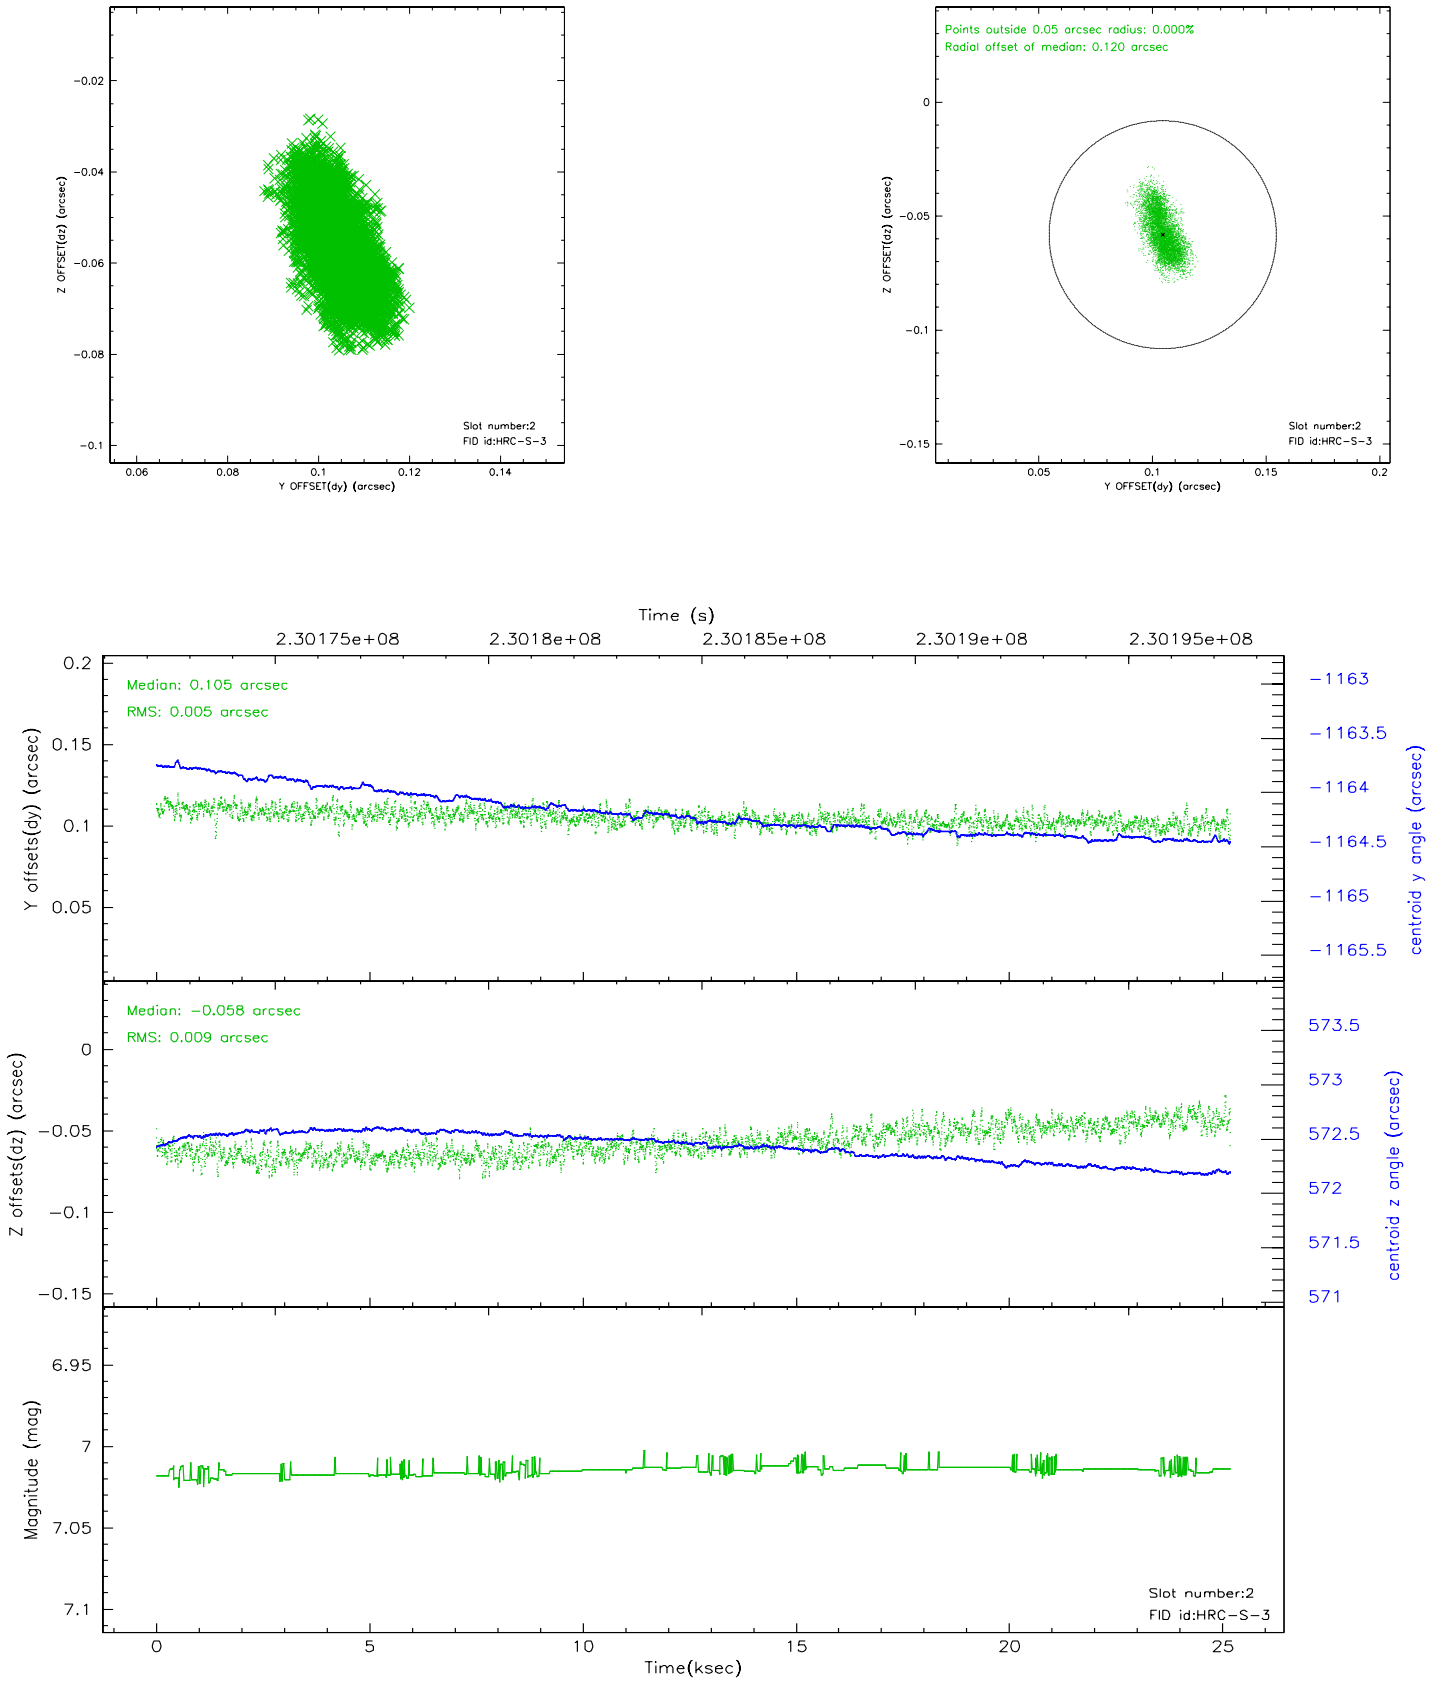 −0.02
−0.04
−0.06
−0.08
−0.1
Z OFFSET(dz) (arcsec)
Slot number:2
FID id:HRC−S−3
0.06 0.08 0.1 0.12 0.14
Y OFFSET(dy) (arcsec)
Points outside 0.05 arcsec radius: 0.000%
Radial offset of median: 0.120 arcsec
0
−0.05
−0.1
−0.15
Z OFFSET(dz) (arcsec)
Slot number:2
FID id:HRC−S−3
0.05 0.1 0.15 0.2
Y OFFSET(dy) (arcsec)
Time (s)
2.30175e+08 2.3018e+08 2.30185e+08 2.3019e+08 2.30195e+08
Median: 0.105 arcsec
RMS: 0.005 arcsec
0.2
0.15
0.1
0.05
Y offsets(dy) (arcsec)
−1163
−1163.5
−1164
−1164.5
−1165
−1165.5
centroid y angle (arcsec)
Median: −0.058 arcsec
RMS: 0.009 arcsec
0
−0.05
−0.1
−0.15
Z offsets(dz) (arcsec)
573.5
573
572.5
572
571.5
571
centroid z angle (arcsec)
6.95
7
7.05
7.1
Magnitude (mag)
Slot number:2
FID id:HRC−S−3
0 5 10 15 20 25
Time(ksec)